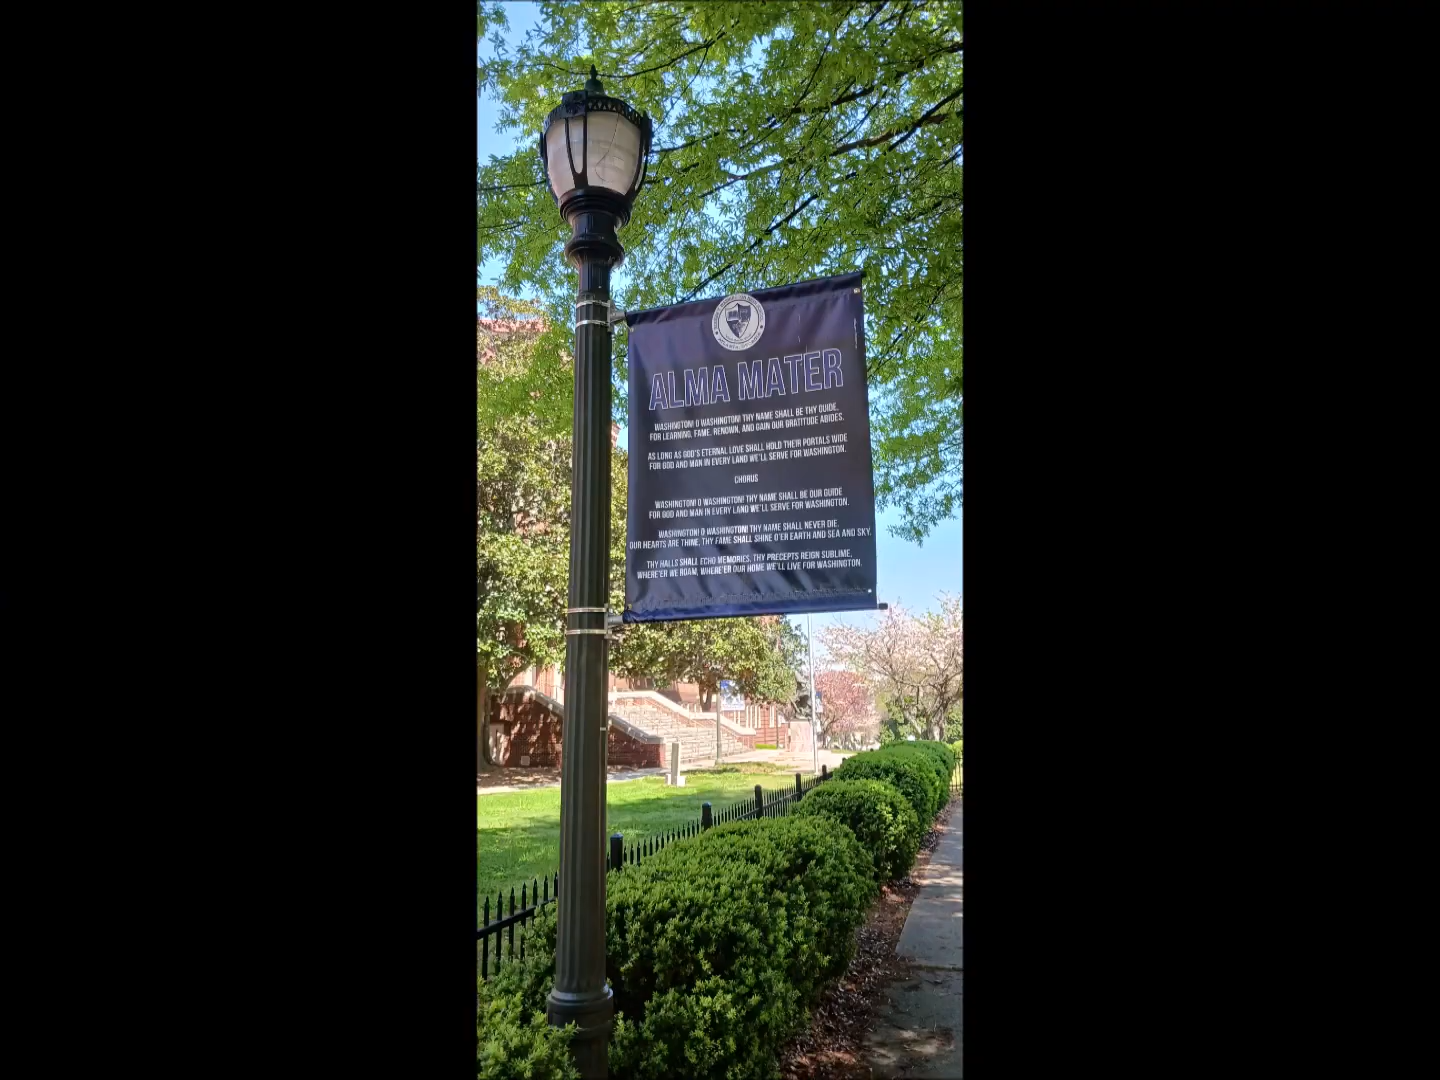 ALMA MATER
WASHINGTON! O WASHINGTON! THY NAME SHALL BE THY GUIDE,
FOR LEARNING, FAME, RENOWN, AND GAIN OUR GRATITUDE ABIDES.
AS LONG AS GOD'S ETERNAL LOVE SHALL HOLD THEIR PORTALS WIDE
FOR GOD AND MAN IN EVERY LAND WE'LL SERVE FOR WASHINGTON.
CHORUS
WASHINGTON! O WASHINGTON! THY NAME SHALL BE OUR GUIDE
FOR GOD AND MAN IN EVERY LAND WE'LL SERVE FOR WASHINGTON.
WASHINGTON! O WASHINGTON! THY NAME SHALL NEVER DIE.
OUR HEARTS ARE THINE, THY FAME SHALL SHINE O'ER EARTH AND SEA AND SKY.
THY HALLS SHALL ECHO MEMORIES, THY PRECEPTS REIGN SUBLIME,
WHERE'ER WE ROAM, WHERE'ER OUR HOME WE'LL LIVE FOR WASHINGTON.